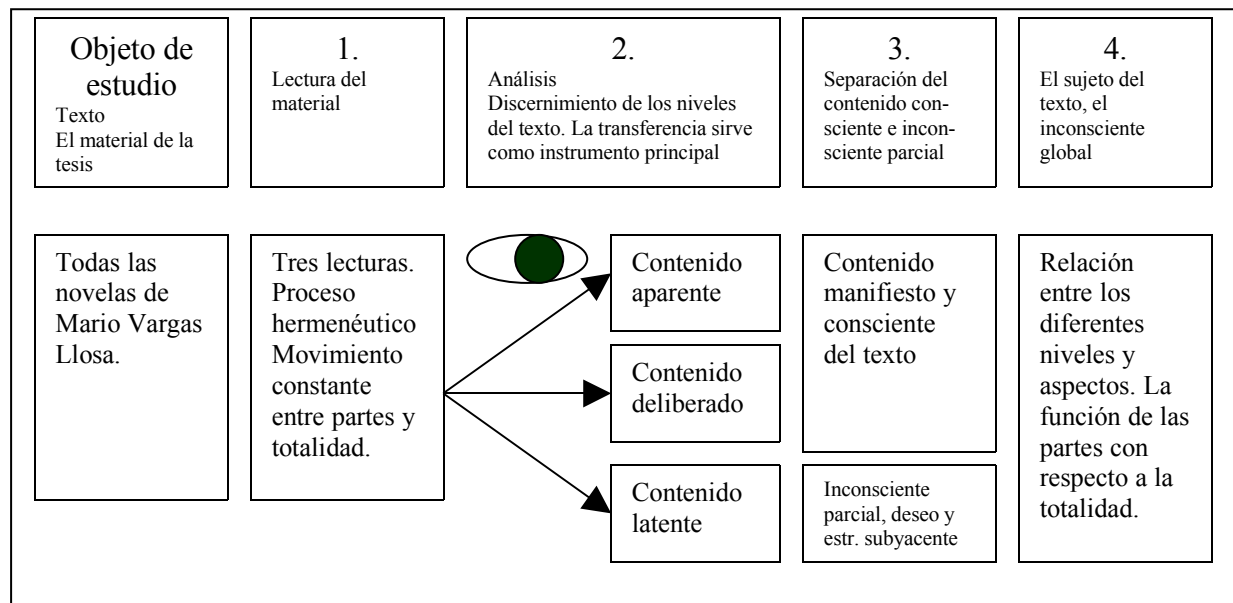 Objeto de
estudio
Texto
El material de la
tesis
1.
Lectura del
material
2.
Análisis
Discernimiento de los niveles
del texto. La transferencia sirve
como instrumento principal
3.
Separación del
contenido con-
sciente e incon-
sciente parcial
4.
El sujeto del
texto, el
inconsciente
global
Todas las
novelas de
Mario Vargas
Llosa.
Tres lecturas.
Proceso
hermenéutico
Movimiento
constante
entre partes y
totalidad.
Contenido
aparente
Contenido
deliberado
Contenido
latente
Contenido
manifiesto y
consciente
del texto
Inconsciente
parcial, deseo y
estr. subyacente
Relación
entre los
diferentes
niveles y
aspectos. La
función de las
partes con
respecto a la
totalidad.